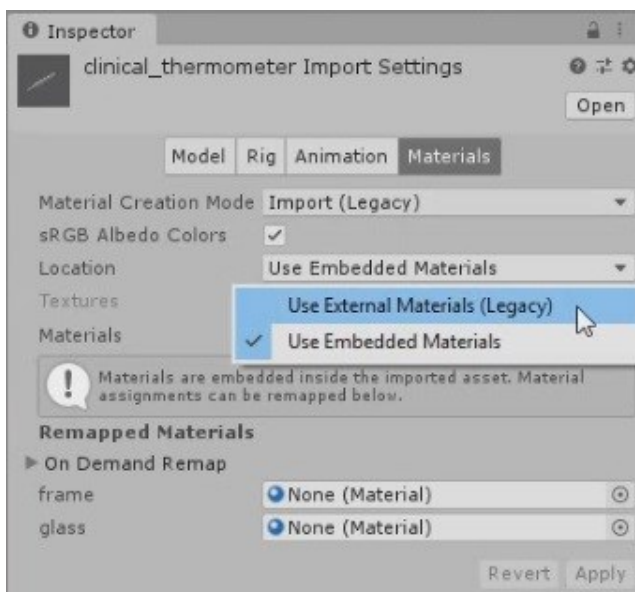 Inspector
clinical_thermometer Import Settings
Open
Model Rig Animation Materials
Material Creation Mode Import (Legacy)
sRGB Albedo Colors
Location Use Embedded Materials
Textures Use External Materials (Legacy)
Materials Use Embedded Materials
Materials are embedded inside the imported asset. Material
assignments can be remapped below.
Remapped Materials
On Demand Remap
frame None (Material)
glass None (Material)
Revert Apply